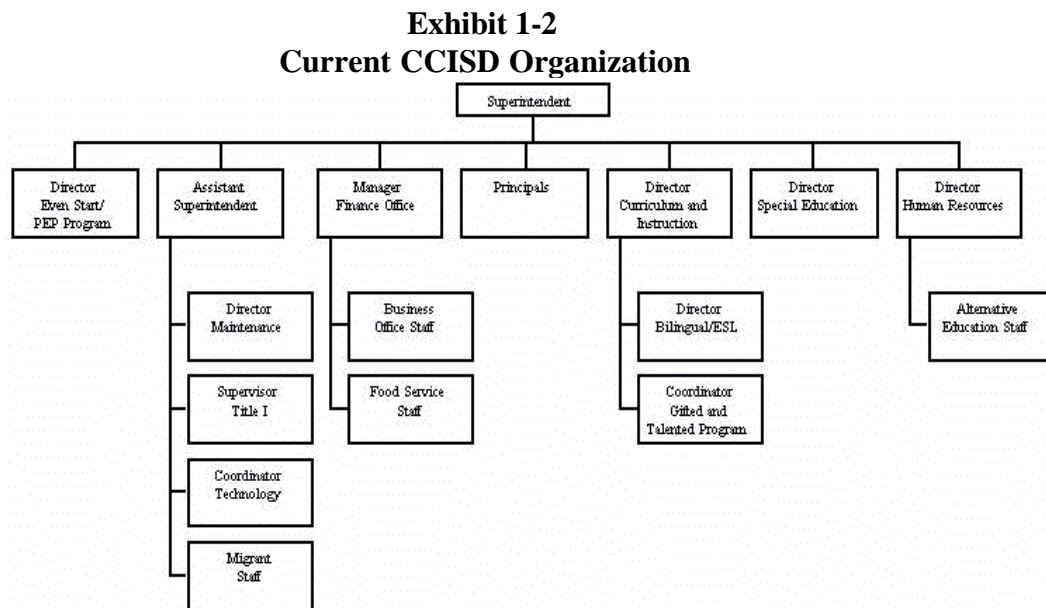 Exhibit 1-2
Current CCISD Organization
Superintendent
Director
Even Start/
PEP Program
Assistant
Superintendent
Manager
Finance Office
Principals
Director
Curriculum and
Instruction
Director
Special Education
Director
Human Resources
Director
Maintenance
Business
Office Staff
Director
Bilingual/ESL
Alternative
Education Staff
Supervisor
Title I
Food Service
Staff
Coordinator
Gifted and
Talented Program
Coordinator
Technology
Migrant
Staff